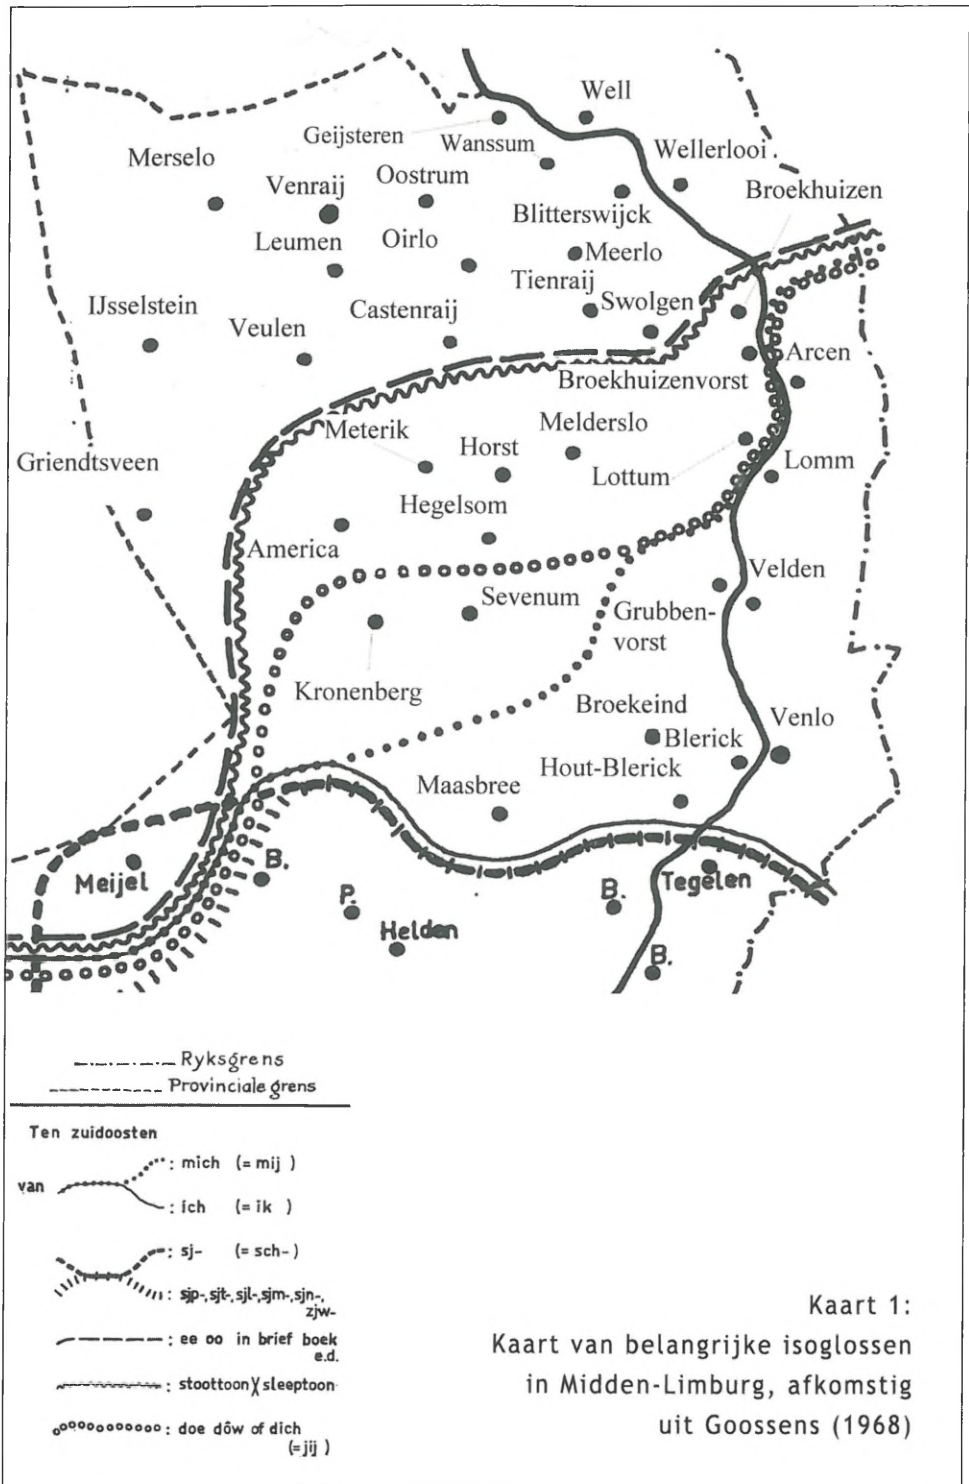 Well
Geijsteren
Wanssum
Wellerlooi
Merselo
Oostrum
Venraij
Broekhuizen
Blitterswijck
Leumen
Oirlo
Meerlo
Tienraij
IJsselstein
Castenraij
Swolgen
Veulen
Broekhuizenvorst
Arcen
Meterik
Melderslo
Horst
Griendtsveen
Lottum
Lomm
Hegelsom
America
Velden
Sevenum
Grubben-
vorst
Kronenberg
Broekeind
Venlo
Blerick
Hout-Blerick
Maasbree
Meijel
B.
Tegelen
P.
B.
Helden
B.
Ryksgrens
Provinciale grens
Ten zuidoosten
van
: mich (= mij )
: ich (= ik )
: sj- (= sch-)
: sjp-, sjt-, sjl-, sjm-, sjn-,
zjw-
: ee oo in brief boek
e.d.
: stoottoon )( sleeptoon
: doe dôw of dich
(= jij )
Kaart 1:
Kaart van belangrijke isoglossen
in Midden-Limburg, afkomstig
uit Goossens (1968)